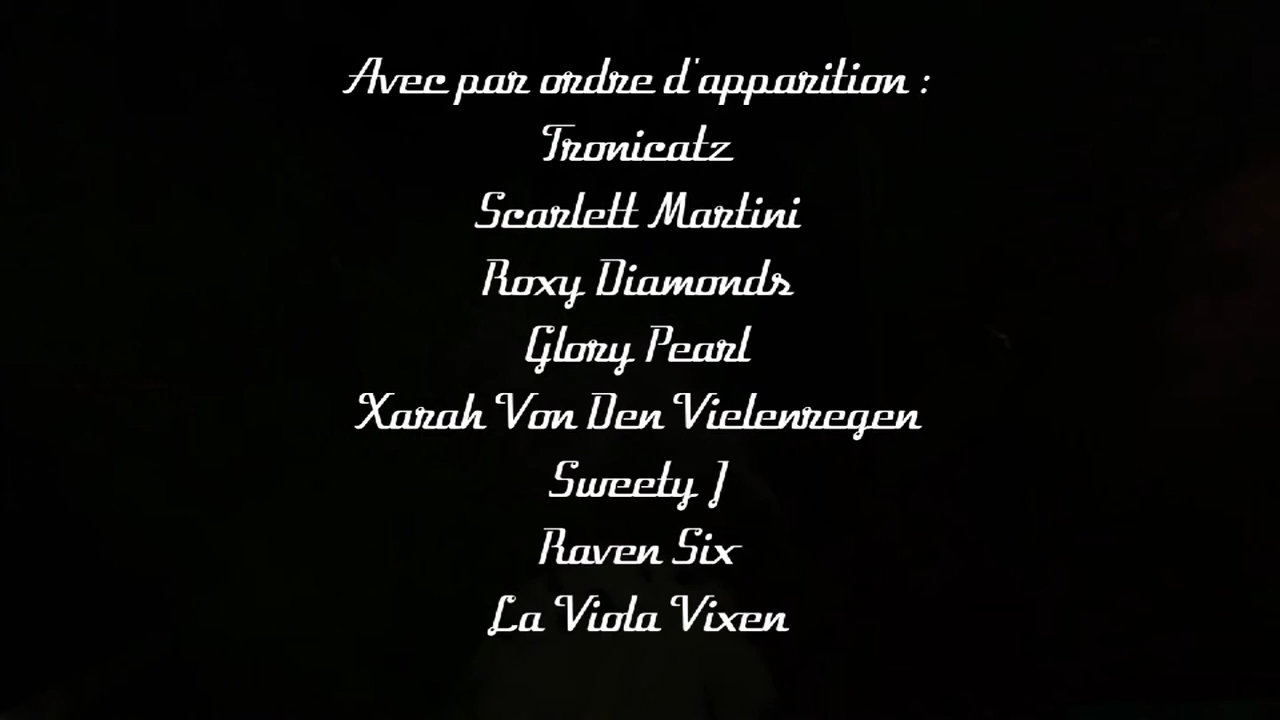 Avec par ordre d'apparition :
Tronicatz
Scarlett Martini
Roxy Diamonds
Glory Pearl
Xarah Von Den Vielenregen
Sweety J
Raven Six
La Viola Vixen